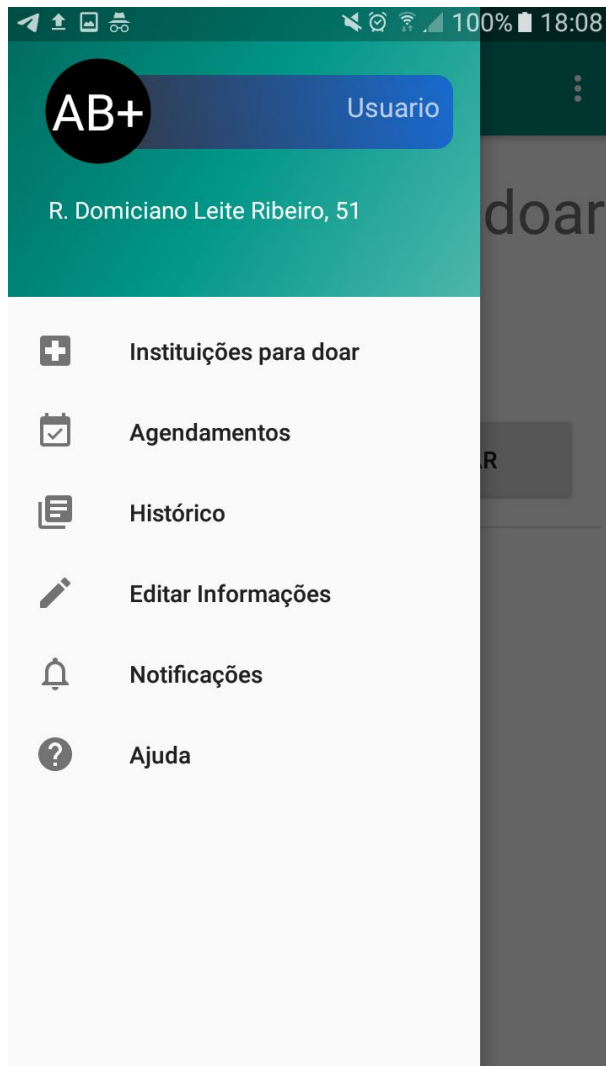 100% 18:08
AB+
Usuario
R. Domiciano Leite Ribeiro, 51
doar
Instituições para doar
Agendamentos
R
Histórico
Editar Informações
Notificações
Ajuda